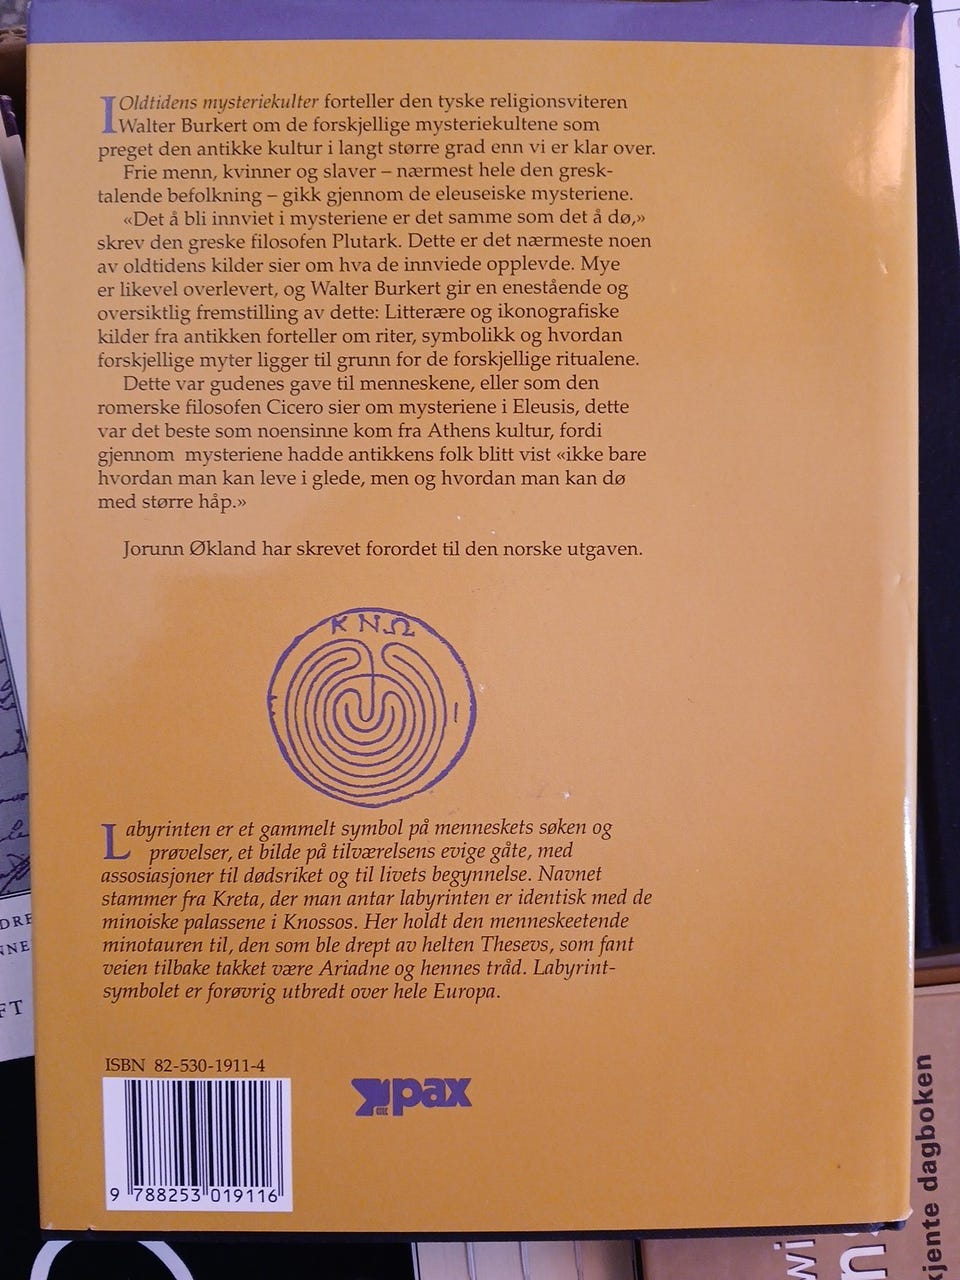 I Oldtidens mysteriekulter forteller den tyske religionsviteren
Walter Burkert om de forskjellige mysteriekultene som
preget den antikke kultur i langt større grad enn vi er klar over.
Frie menn, kvinner og slaver – nærmest hele den gresk-
talende befolkning – gikk gjennom de eleuseiske mysteriene.
«Det å bli innviet i mysteriene er det samme som det å dø,»
skrev den greske filosofen Plutark. Dette er det nærmeste noen
av oldtidens kilder sier om hva de innviede opplevde. Mye
er likevel overlevert, og Walter Burkert gir en enestående og
oversiktlig fremstilling av dette: Litterære og ikonografiske
kilder fra antikken forteller om riter, symbolikk og hvordan
forskjellige myter ligger til grunn for de forskjellige ritualene.
Dette var gudenes gave til menneskene, eller som den
romerske filosofen Cicero sier om mysteriene i Eleusis, dette
var det beste som noensinne kom fra Athens kultur, fordi
gjennom mysteriene hadde antikkens folk blitt vist «ikke bare
hvordan man kan leve i glede, men og hvordan man kan dø
med større håp.»
Jorunn Økland har skrevet forordet til den norske utgaven.
ΚΝΩ
Labyrinten er et gammelt symbol på menneskets søken og
prøvelser, et bilde på tilværelsens evige gåte, med
assosiasjoner til dødsriket og til livets begynnelse. Navnet
stammer fra Kreta, der man antar labyrinten er identisk med de
minoiske palassene i Knossos. Her holdt den menneskeetende
minotauren til, den som ble drept av helten Thesevs, som fant
veien tilbake takket være Ariadne og hennes tråd. Labyrint-
symbolet er forøvrig utbredt over hele Europa.
ISBN 82-530-1911-4
pax
9 788253 019116
kjente dagboken